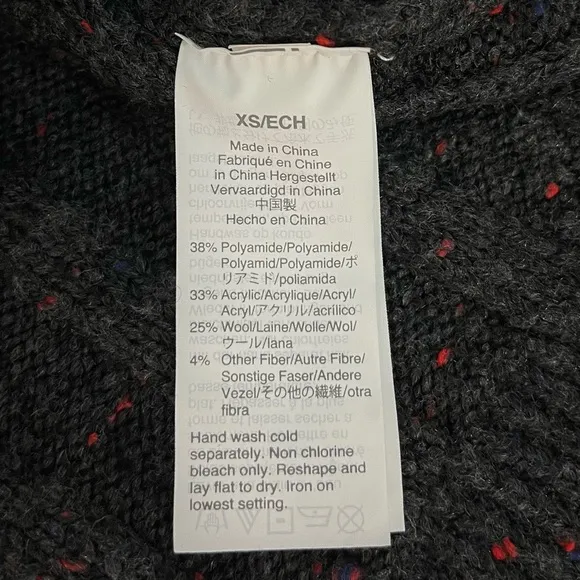 XS/ECH
Made in China
Fabriqué en Chine
in China Hergestellt
Vervaardigd in China
中国製
Hecho en China
38% Polyamide/Polyamide/
Polyamid/Polyamide/ポ
リアミド/poliamida
33% Acrylic/Acrylique/Acryl/
Acryl/アクリル/acrílico
25% Wool/Laine/Wolle/Wol/
ウール/lana
4% Other Fiber/Autre Fibre/
Sonstige Faser/Andere
Vezel/その他の繊維/otra
fibra
Hand wash cold
separately. Non chlorine
bleach only. Reshape and
lay flat to dry. Iron on
lowest setting.